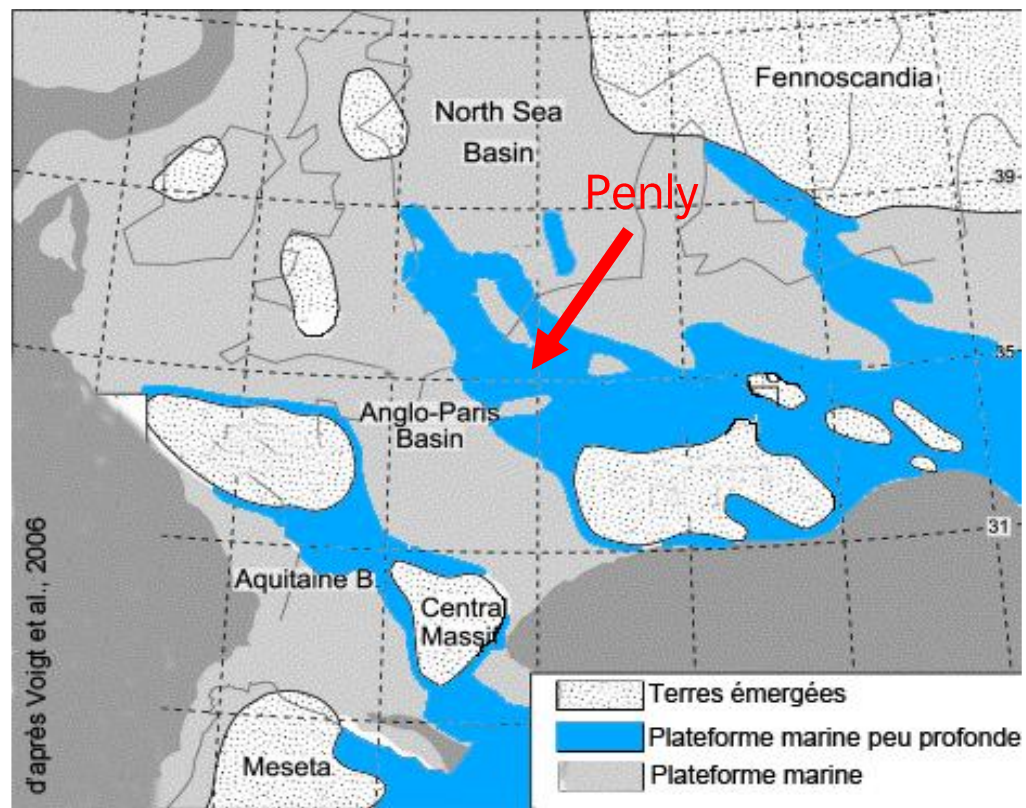 Fennoscandia
North Sea
Basin
39
Penly
35
Anglo-Paris
Basin
31
Aquitaine B.
Central
Massif
Meseta
d'après Voigt et al., 2006
Terres émergées
Plateforme marine peu profonde
Plateforme marine